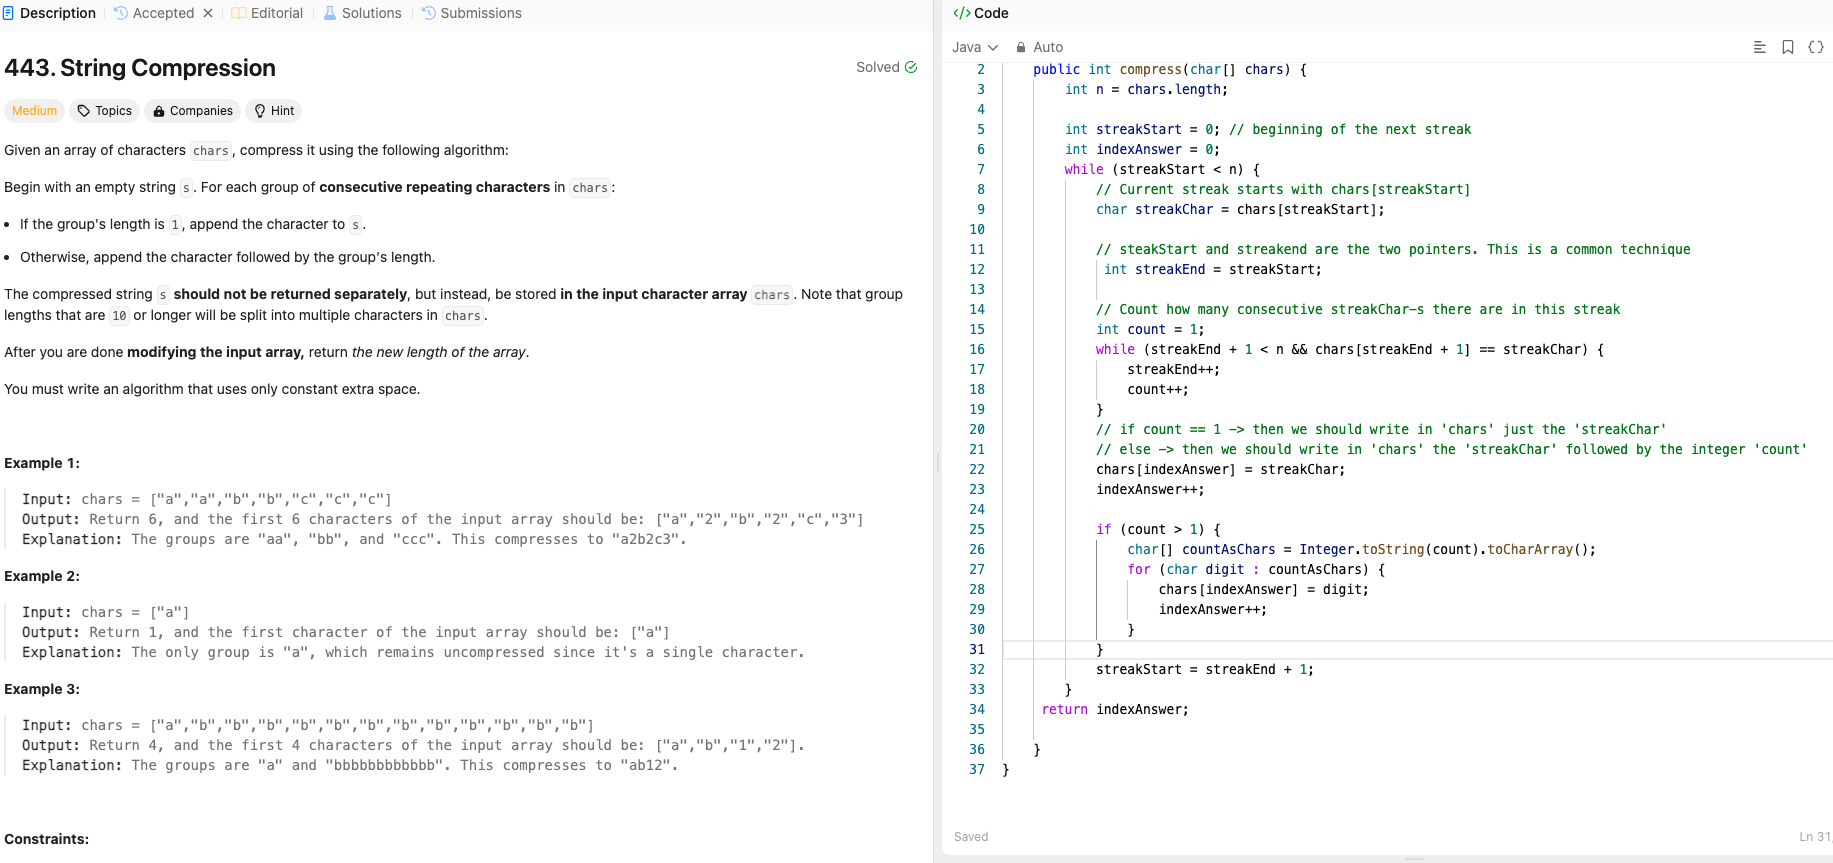 Description
Accepted
Editorial
Solutions
Submissions
443. String Compression
Solved
Medium
Topics
Companies
Hint
Given an array of characters chars, compress it using the following algorithm:
Begin with an empty string s. For each group of consecutive repeating characters in chars:
• If the group's length is 1, append the character to s.
• Otherwise, append the character followed by the group's length.
The compressed string s should not be returned separately, but instead, be stored in the input character array chars. Note that group
lengths that are 10 or longer will be split into multiple characters in chars.
After you are done modifying the input array, return the new length of the array.
You must write an algorithm that uses only constant extra space.
Example 1:
Input: chars = ["a","a","b","b","c","c","c"]
Output: Return 6, and the first 6 characters of the input array should be: ["a","2","b","2","c","3"]
Explanation: The groups are "aa", "bb", and "ccc". This compresses to "a2b2c3".
Example 2:
Input: chars = ["a"]
Output: Return 1, and the first character of the input array should be: ["a"]
Explanation: The only group is "a", which remains uncompressed since it's a single character.
Example 3:
Input: chars = ["a","b","b","b","b","b","b","b","b","b","b","b","b"]
Output: Return 4, and the first 4 characters of the input array should be: ["a","b","1","2"].
Explanation: The groups are "a" and "bbbbbbbbbbbb". This compresses to "ab12".
Constraints:
</> Code
Java
Auto
2 public int compress(char[] chars) {
3 int n = chars.length;
4
5 int streakStart = 0; // beginning of the next streak
6 int indexAnswer = 0;
7 while (streakStart < n) {
8 // Current streak starts with chars[streakStart]
9 char streakChar = chars[streakStart];
10
11 // steakStart and streakend are the two pointers. This is a common technique
12 int streakEnd = streakStart;
13
14 // Count how many consecutive streakChar-s there are in this streak
15 int count = 1;
16 while (streakEnd + 1 < n && chars[streakEnd + 1] == streakChar) {
17 streakEnd++;
18 count++;
19 }
20 // if count == 1 -> then we should write in 'chars' just the 'streakChar'
21 // else -> then we should write in 'chars' the 'streakChar' followed by the integer 'count'
22 chars[indexAnswer] = streakChar;
23 indexAnswer++;
24
25 if (count > 1) {
26 char[] countAsChars = Integer.toString(count).toCharArray();
27 for (char digit : countAsChars) {
28 chars[indexAnswer] = digit;
29 indexAnswer++;
30 }
31 }
32 streakStart = streakEnd + 1;
33 }
34 return indexAnswer;
35
36 }
37 }
Saved
Ln 31,